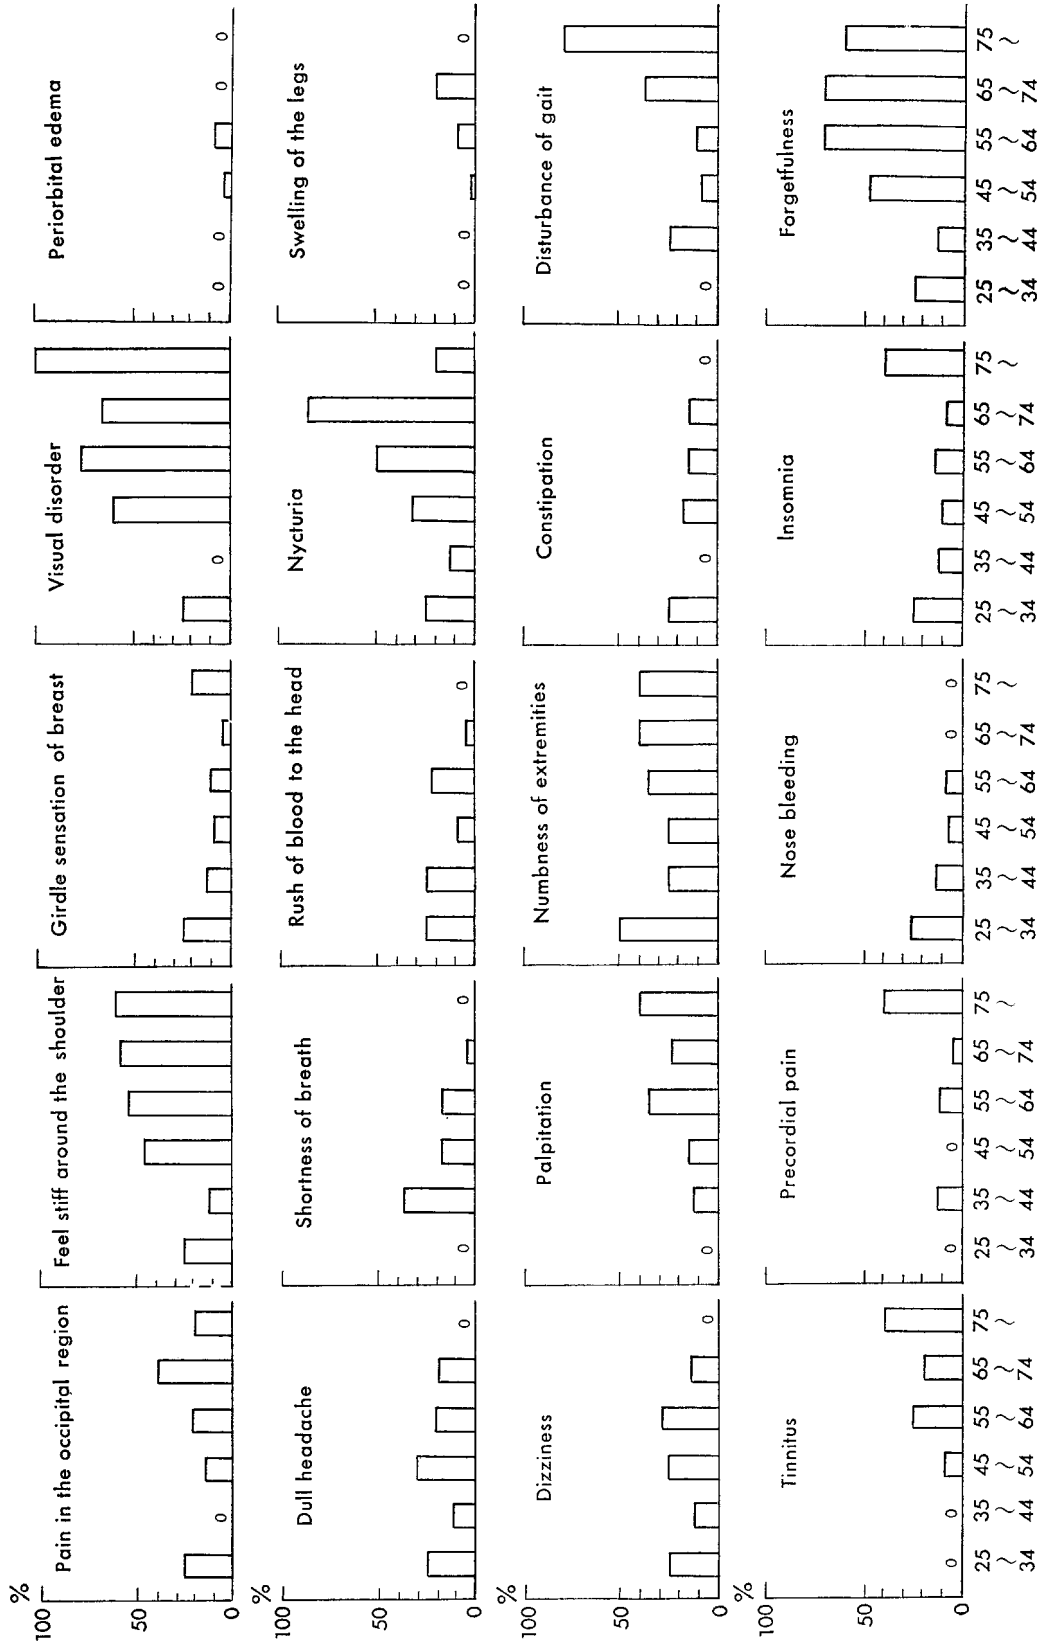 %
100
Pain in the occipital region
Feel stiff around the shoulder
Girdle sensation of breast
Visual disorder
Periorbital edema
50
0 0 0 0 0 0
0
%
100
Dull headache
Shortness of breath
Rush of blood to the head
Nycturia
Swelling of the legs
50
0 0 0 0 0 0 0
0
%
100
Dizziness
Palpitation
Numbness of extremities
Constipation
Disturbance of gait
50
0 0 0 0 0
0
%
100
Tinnitus
Precordial pain
Nose bleeding
Insomnia
Forgetfulness
50
0 0 0 0 0 0
0
25 35 45 55 65 75 25 35 45 55 65 75 25 35 45 55 65 75 25 35 45 55 65 75 25 35 45 55 65 75
~ ~ ~ ~ ~ ~ ~ ~ ~ ~ ~ ~ ~ ~ ~ ~ ~ ~ ~ ~ ~ ~ ~ ~ ~ ~ ~ ~ ~ ~
34 44 54 64 74 34 44 54 64 74 34 44 54 64 74 34 44 54 64 74 34 44 54 64 74